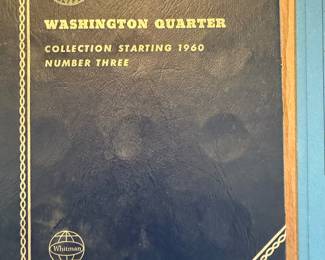 WASHINGTON QUARTER
COLLECTION STARTING 1960
NUMBER THREE
Whitman